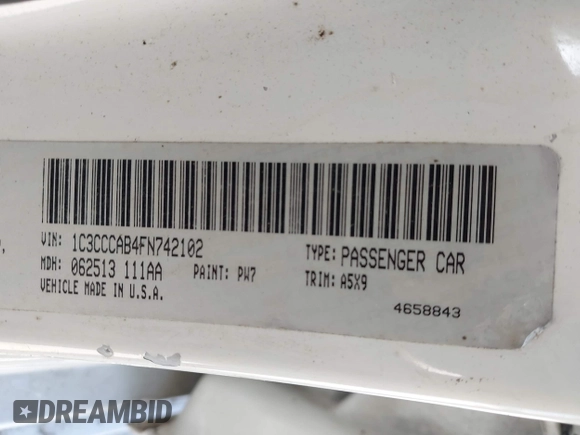 VIN: 1C3CCCAB4FN742102 TYPE: PASSENGER CAR
MDH: 062513 111AA PAINT: PW7 TRIM: A5X9
VEHICLE MADE IN U.S.A.
4658843
DREAMBID